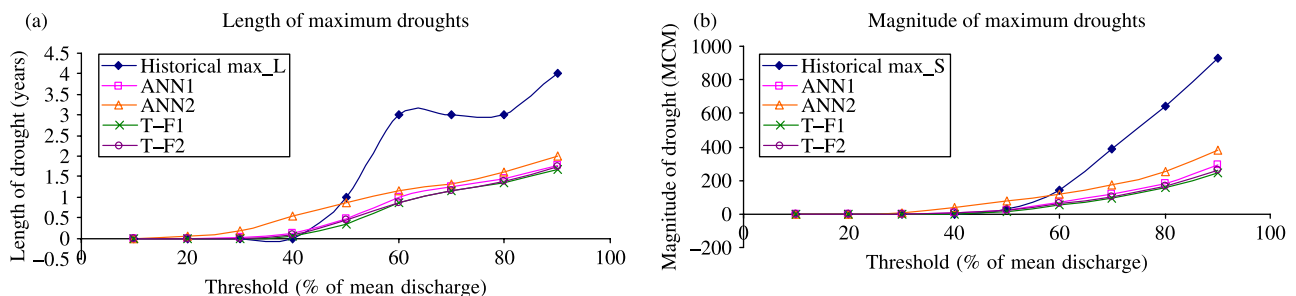 (a)
Length of maximum droughts
Length of drought (years)
4.5
4
3.5
3
2.5
2
1.5
1
0.5
0
−0.5
Historical max_L
ANN1
ANN2
T−F1
T−F2
0
20
40
60
80
100
Threshold (% of mean discharge)
(b)
Magnitude of maximum droughts
Magnitude of drought (MCM)
1000
800
600
400
200
0
−200
Historical max_S
ANN1
ANN2
T−F1
T−F2
0
20
40
60
80
100
Threshold (% of mean discharge)